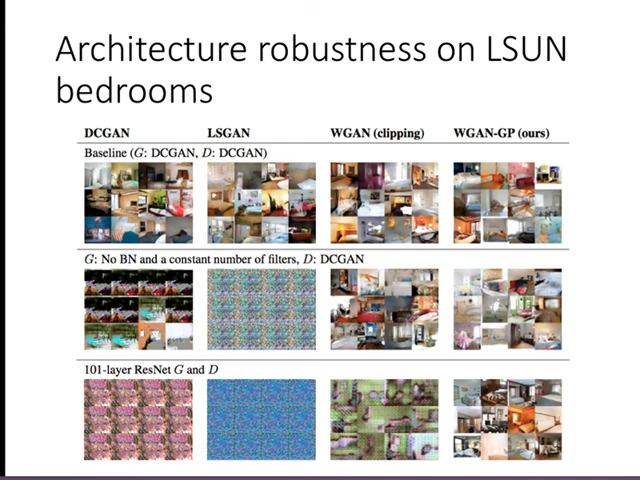 Architecture robustness on LSUN
bedrooms
DCGAN LSGAN WGAN (clipping) WGAN-GP (ours)
Baseline (G: DCGAN, D: DCGAN)
G: No BN and a constant number of filters, D: DCGAN
101-layer ResNet G and D